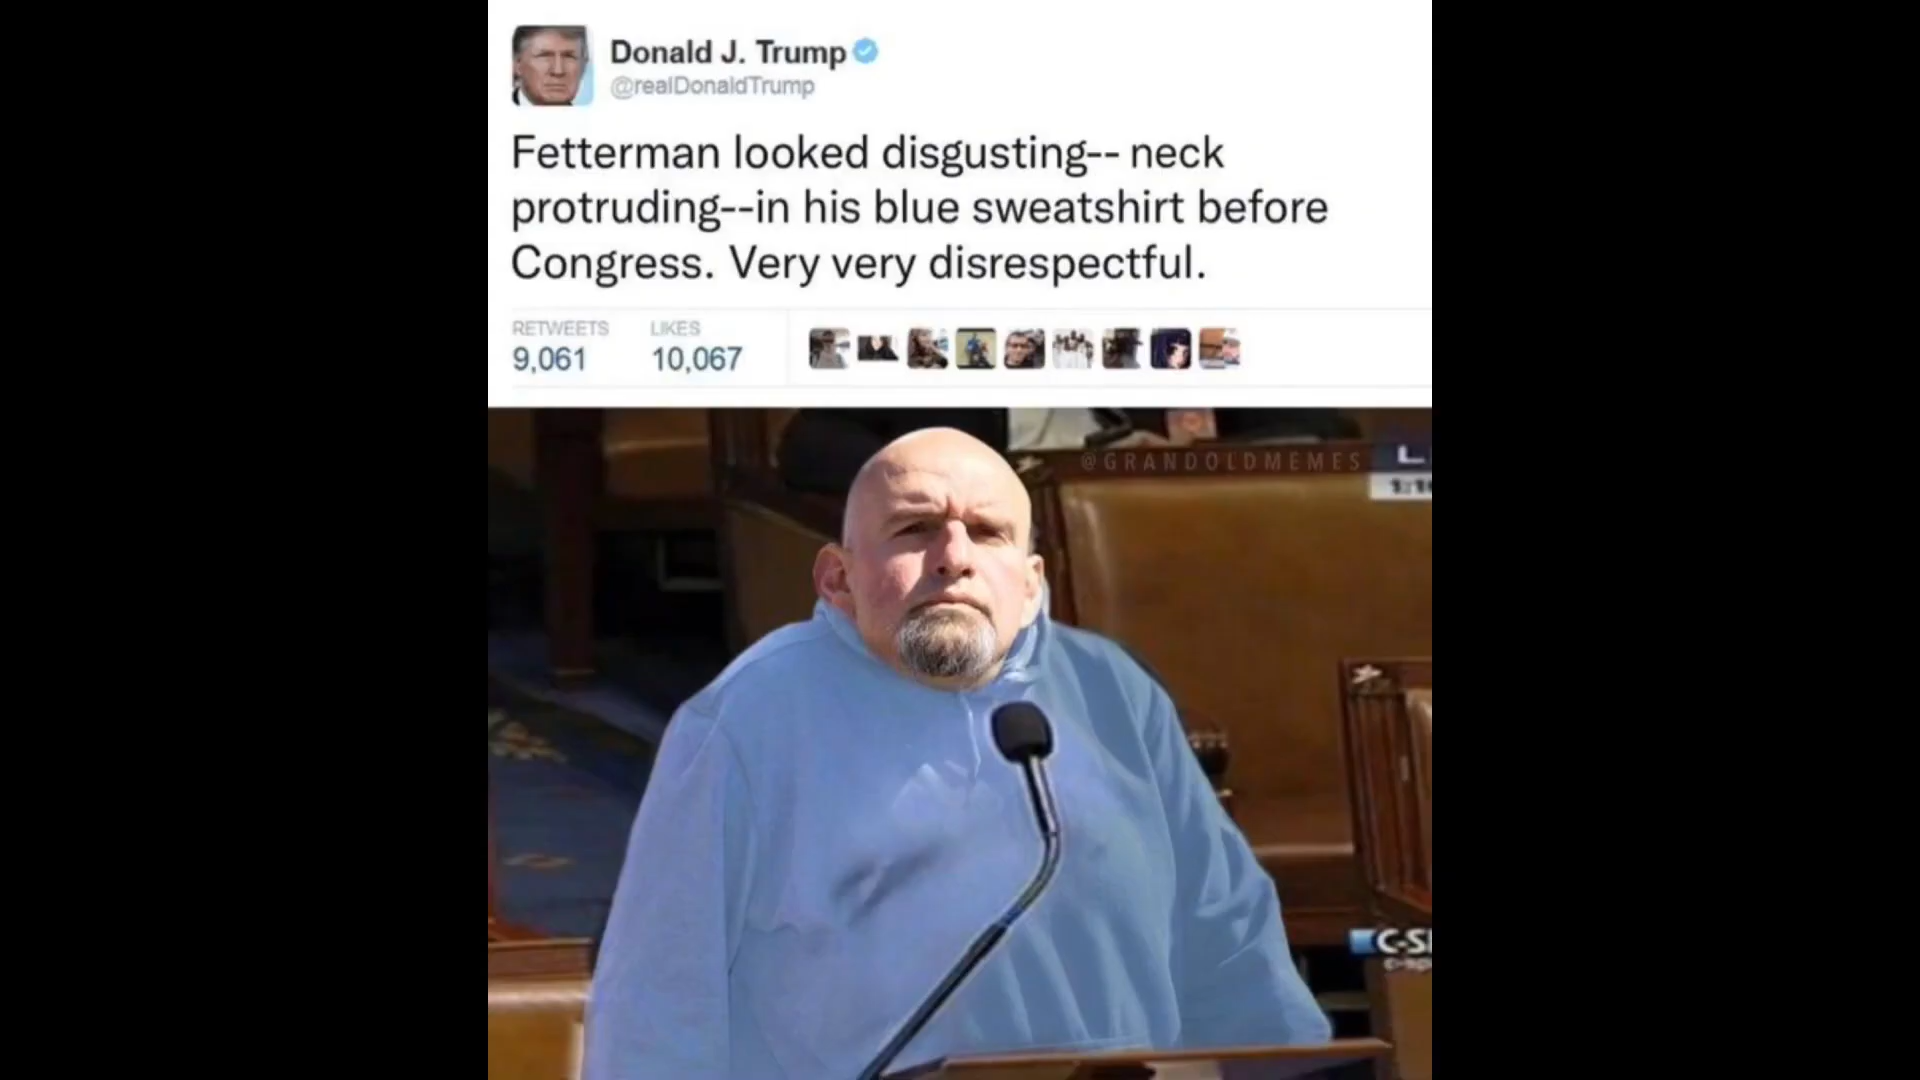 Donald J. Trump
@realDonaldTrump
Fetterman looked disgusting-- neck
protruding--in his blue sweatshirt before
Congress. Very very disrespectful.
RETWEETS LIKES
9,061 10,067
@GRANDOLDMEMES